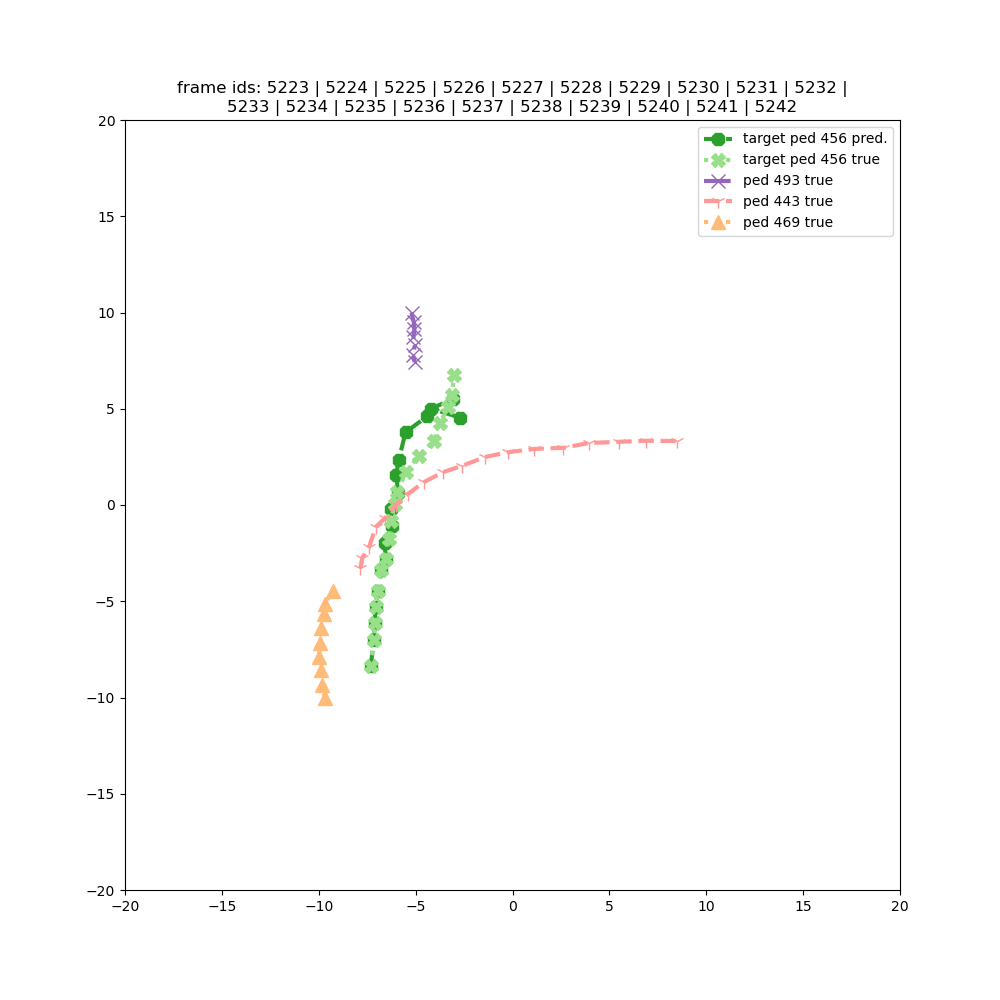 frame ids: 5223 | 5224 | 5225 | 5226 | 5227 | 5228 | 5229 | 5230 | 5231 | 5232 |
5233 | 5234 | 5235 | 5236 | 5237 | 5238 | 5239 | 5240 | 5241 | 5242
target ped 456 pred.
target ped 456 true
ped 493 true
ped 443 true
ped 469 true
20
15
10
5
0
−5
−10
−15
−20
−20 −15 −10 −5 0 5 10 15 20